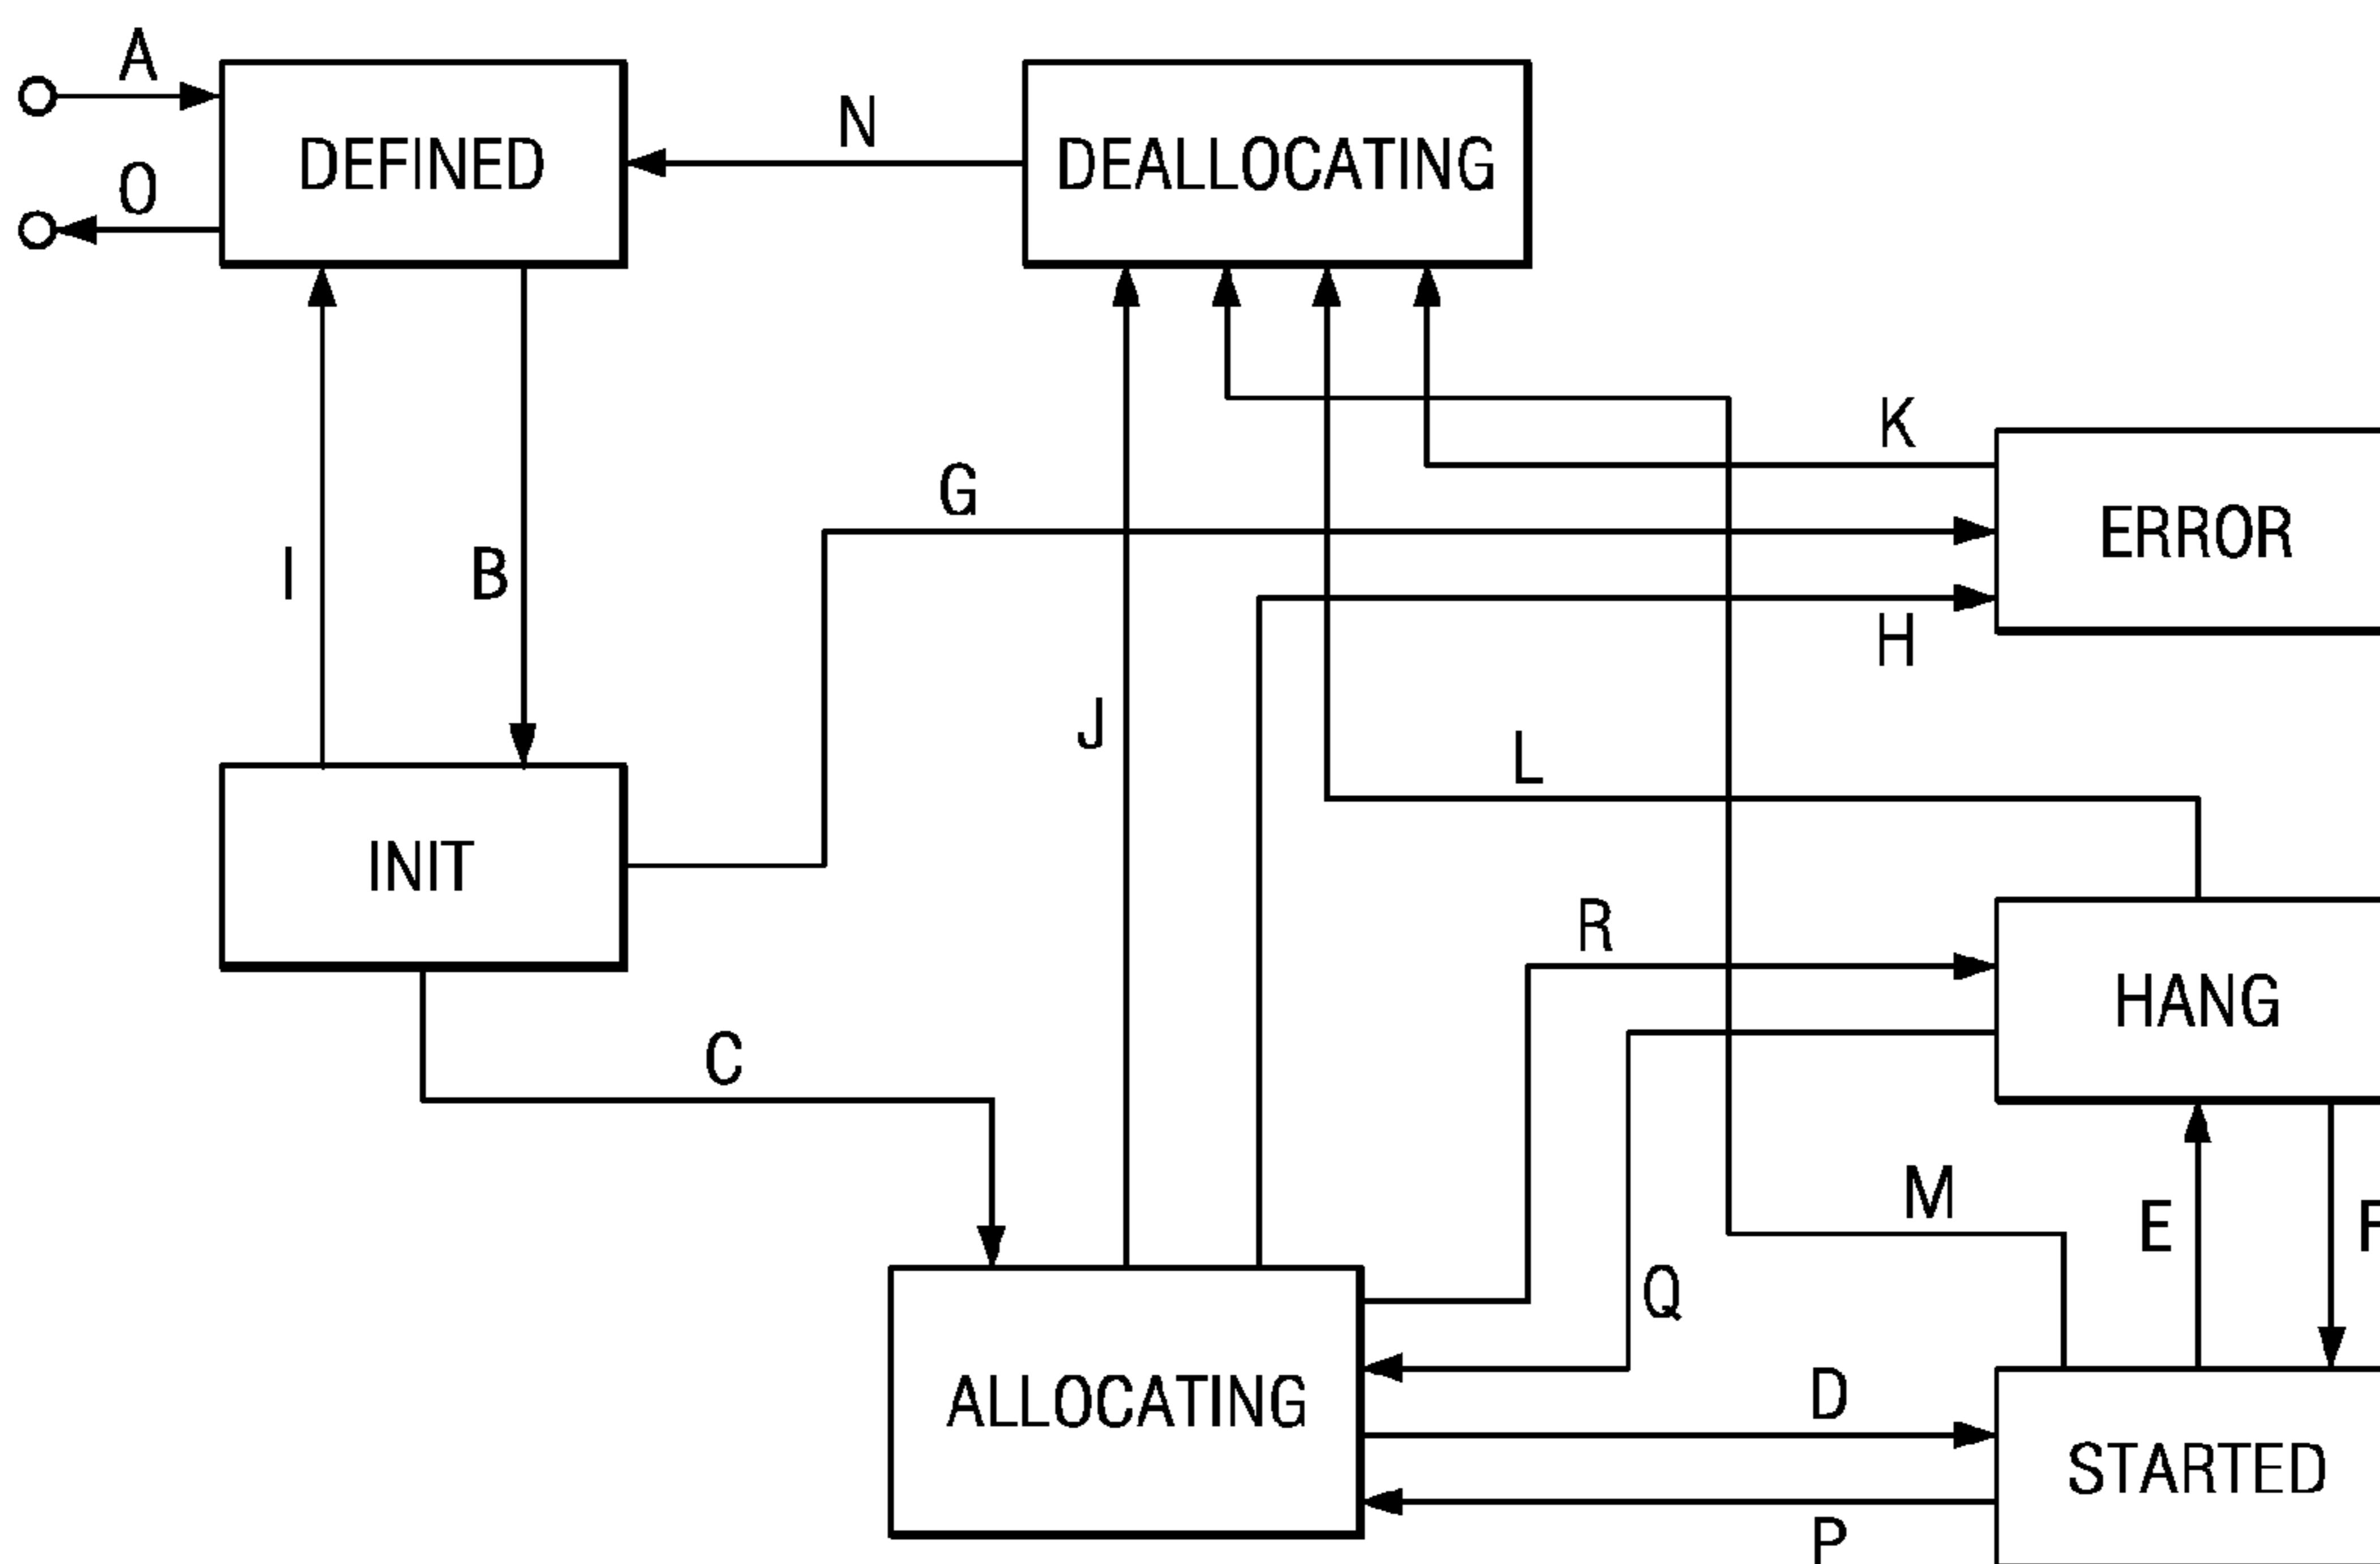 A
O
DEFINED
N
DEALLOCATING
K
G
ERROR
H
I
B
J
L
INIT
R
HANG
C
M
E
Q
D
ALLOCATING
STARTED
P